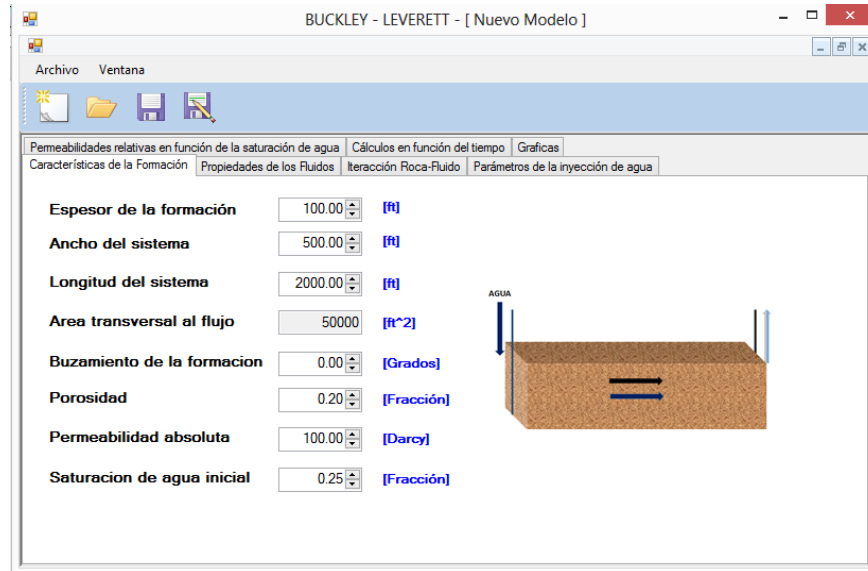 BUCKLEY - LEVERETT - [ Nuevo Modelo ]
Archivo Ventana
Permeabilidades relativas en función de la saturación de agua Cálculos en función del tiempo Graficas
Características de la Formación Propiedades de los Fluidos Iteracción Roca-Fluido Parámetros de la inyección de agua
Espesor de la formación 100.00 [ft]
Ancho del sistema 500.00 [ft]
Longitud del sistema 2000.00 [ft]
AGUA
Area transversal al flujo 50000 [ft^2]
Buzamiento de la formacion 0.00 [Grados]
Porosidad 0.20 [Fracción]
Permeabilidad absoluta 100.00 [Darcy]
Saturacion de agua inicial 0.25 [Fracción]